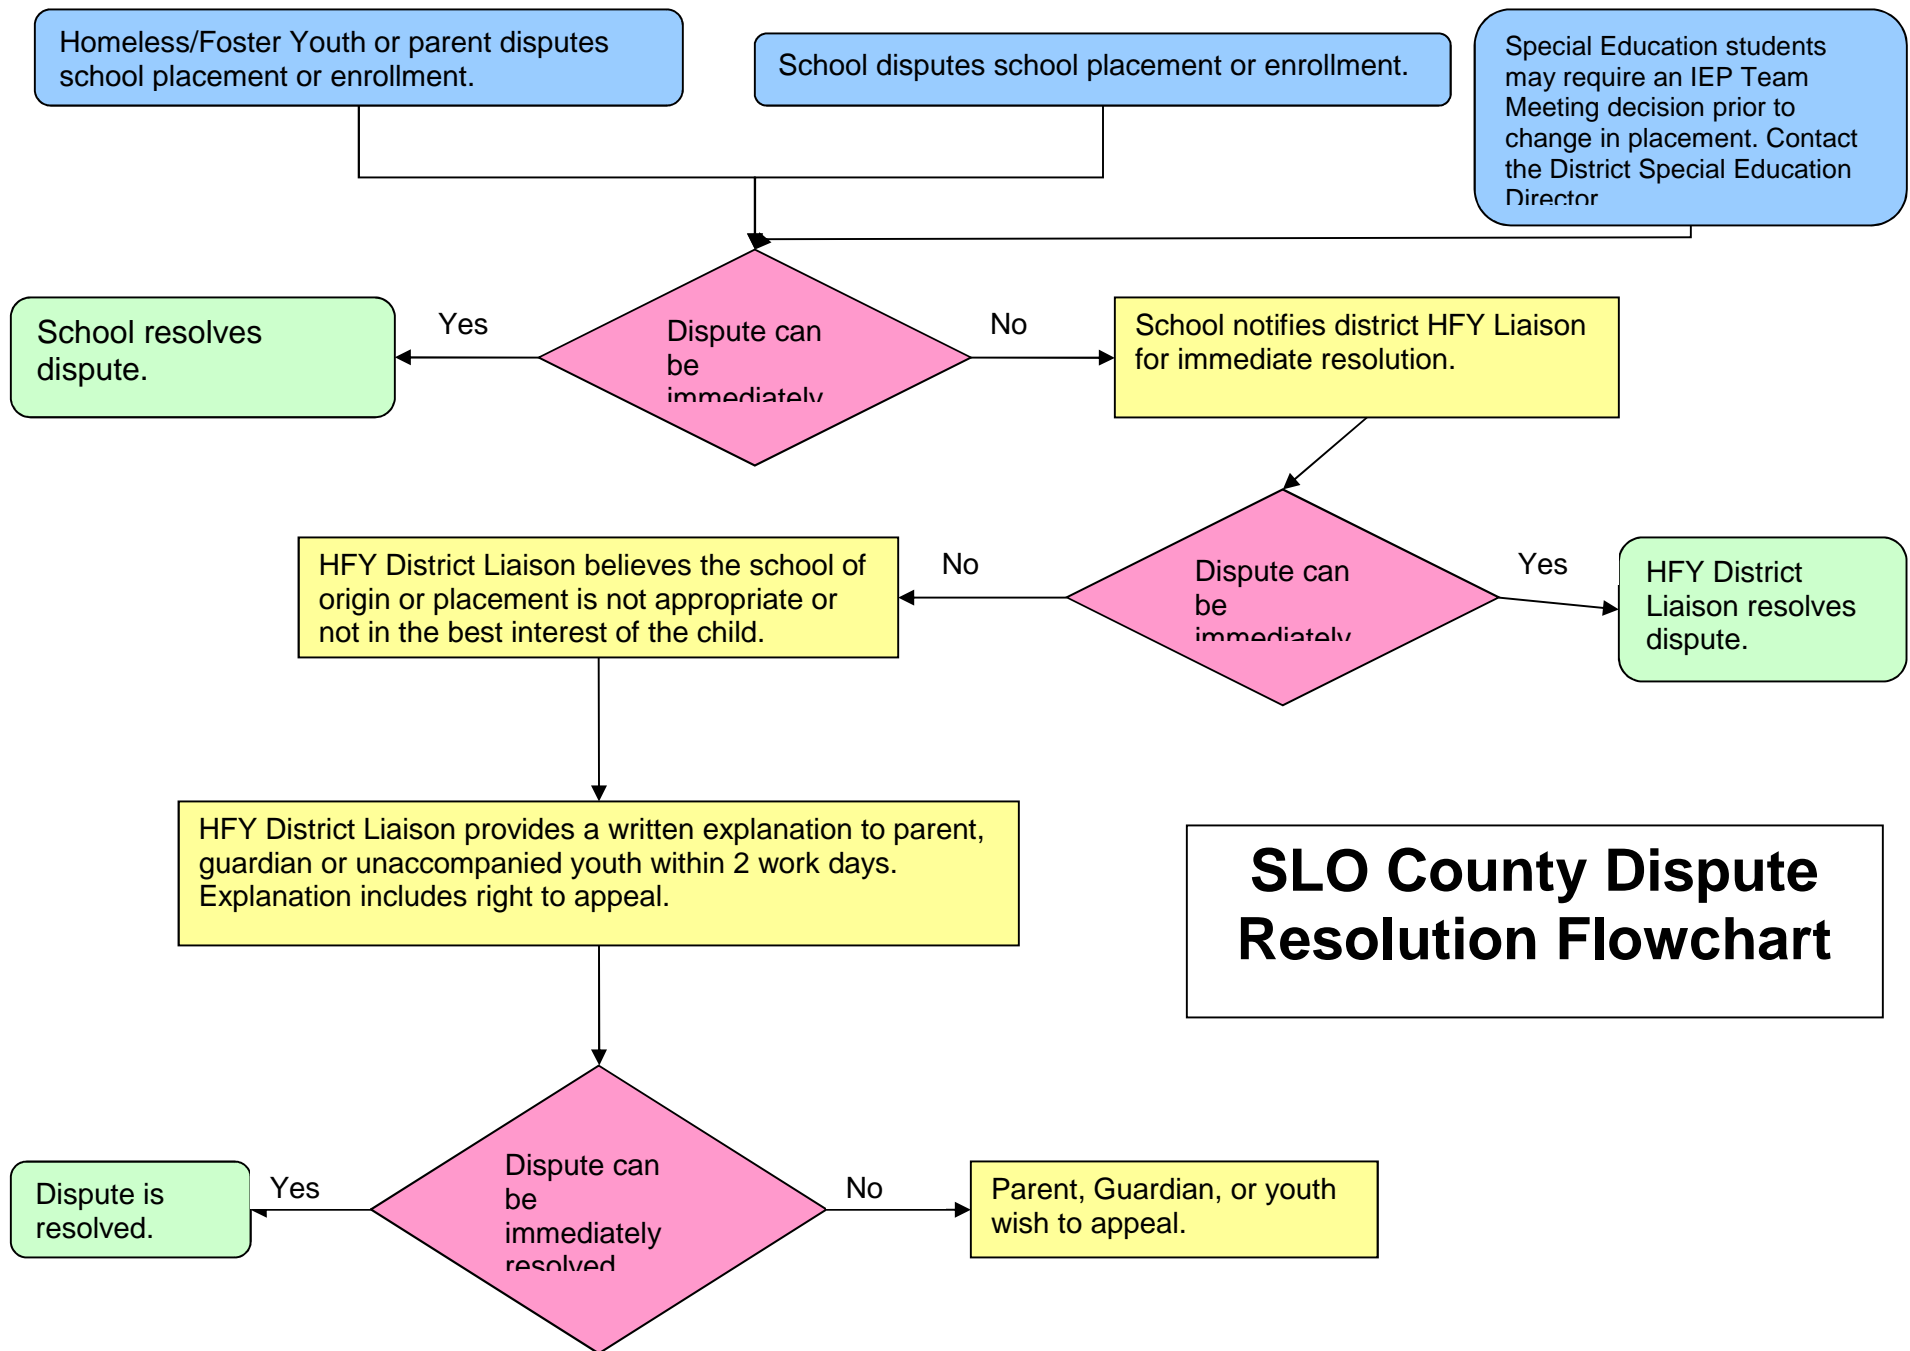 Homeless/Foster Youth or parent disputes
school placement or enrollment.
School disputes school placement or enrollment.
Special Education students
may require an IEP Team
Meeting decision prior to
change in placement. Contact
the District Special Education
Director
School resolves
dispute.
Yes
Dispute can
be
immediately
No
School notifies district HFY Liaison
for immediate resolution.
HFY District Liaison believes the school of
origin or placement is not appropriate or
not in the best interest of the child.
No
Dispute can
be
immediately
Yes
HFY District
Liaison resolves
dispute.
HFY District Liaison provides a written explanation to parent,
guardian or unaccompanied youth within 2 work days.
Explanation includes right to appeal.
SLO County Dispute
Resolution Flowchart
Dispute is
resolved.
Yes
Dispute can
be
immediately
resolved
No
Parent, Guardian, or youth
wish to appeal.